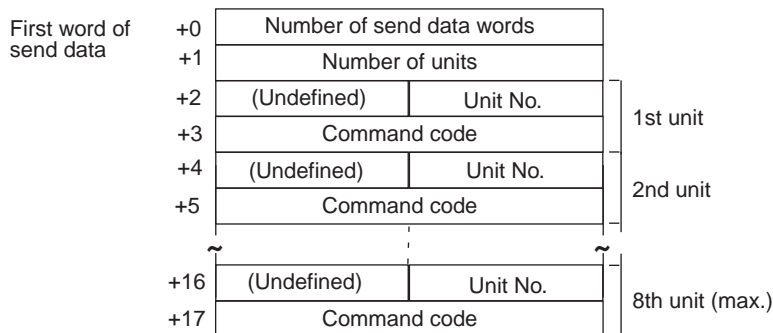 First word of
send data
+0 Number of send data words
+1 Number of units
+2 (Undefined) Unit No.
1st unit
+3 Command code
+4 (Undefined) Unit No.
2nd unit
+5 Command code
~ ~
+16 (Undefined) Unit No.
8th unit (max.)
+17 Command code